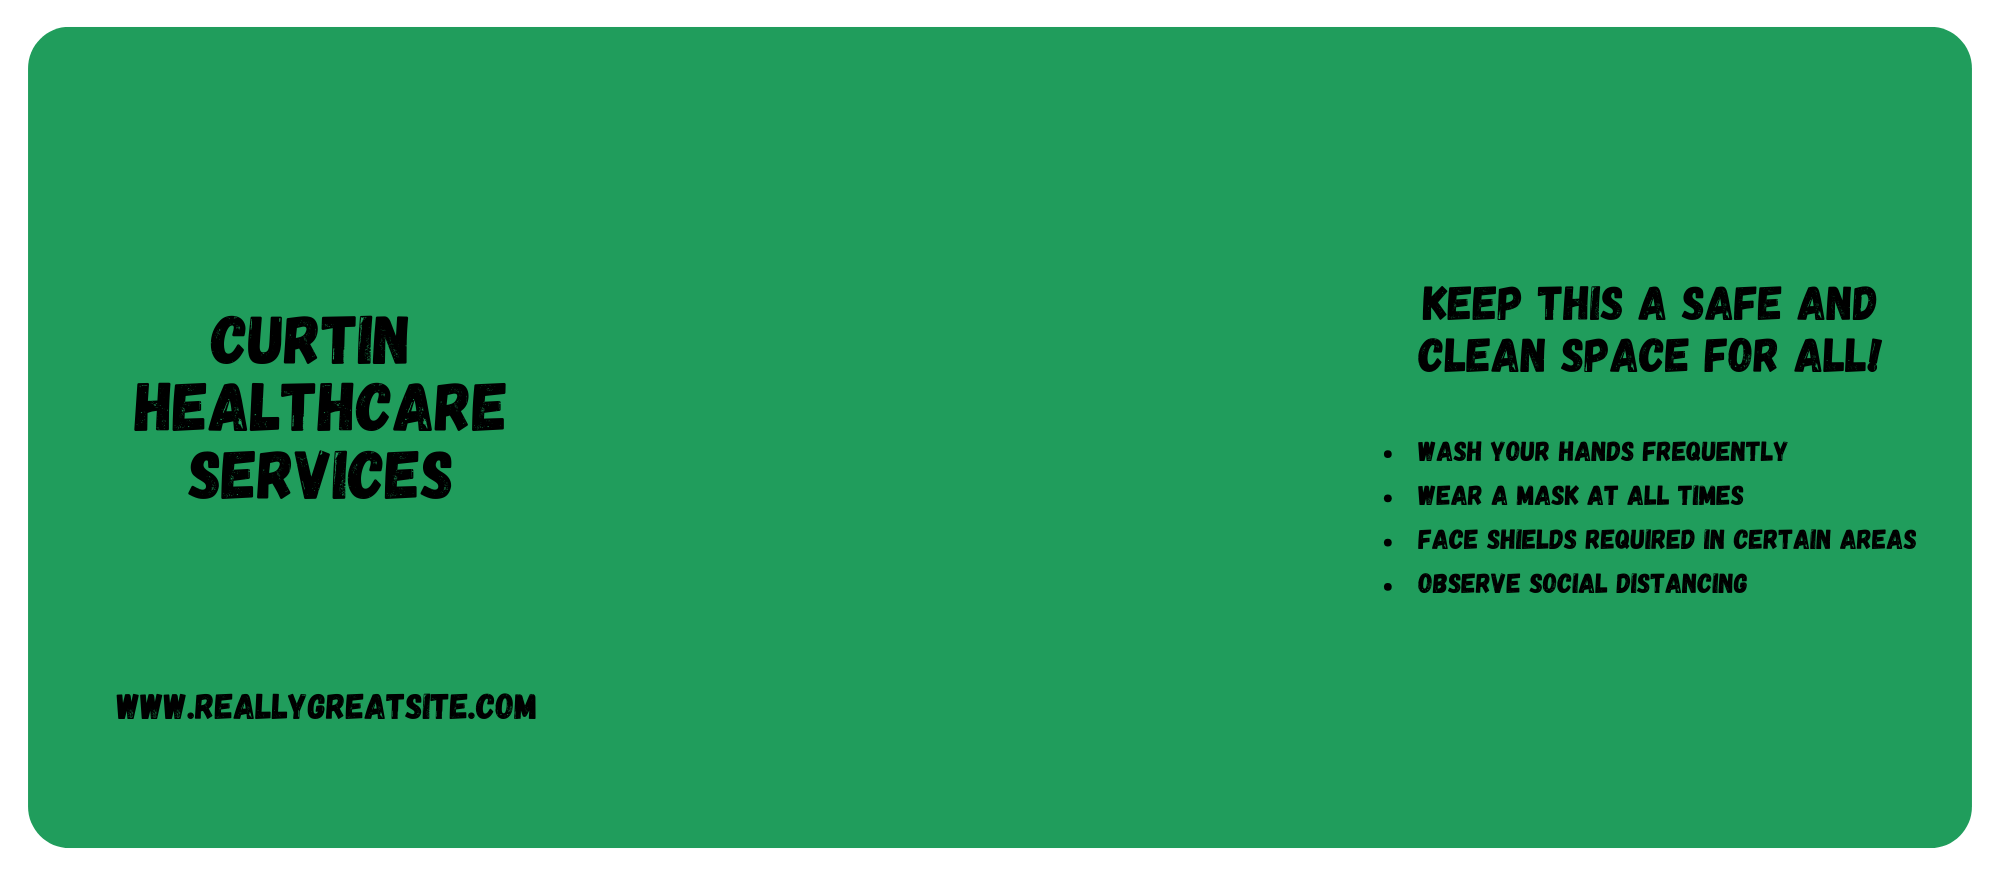 CURTIN
HEALTHCARE
SERVICES
WWW.REALLYGREATSITE.COM
KEEP THIS A SAFE AND
CLEAN SPACE FOR ALL!
• WASH YOUR HANDS FREQUENTLY
• WEAR A MASK AT ALL TIMES
• FACE SHIELDS REQUIRED IN CERTAIN AREAS
• OBSERVE SOCIAL DISTANCING